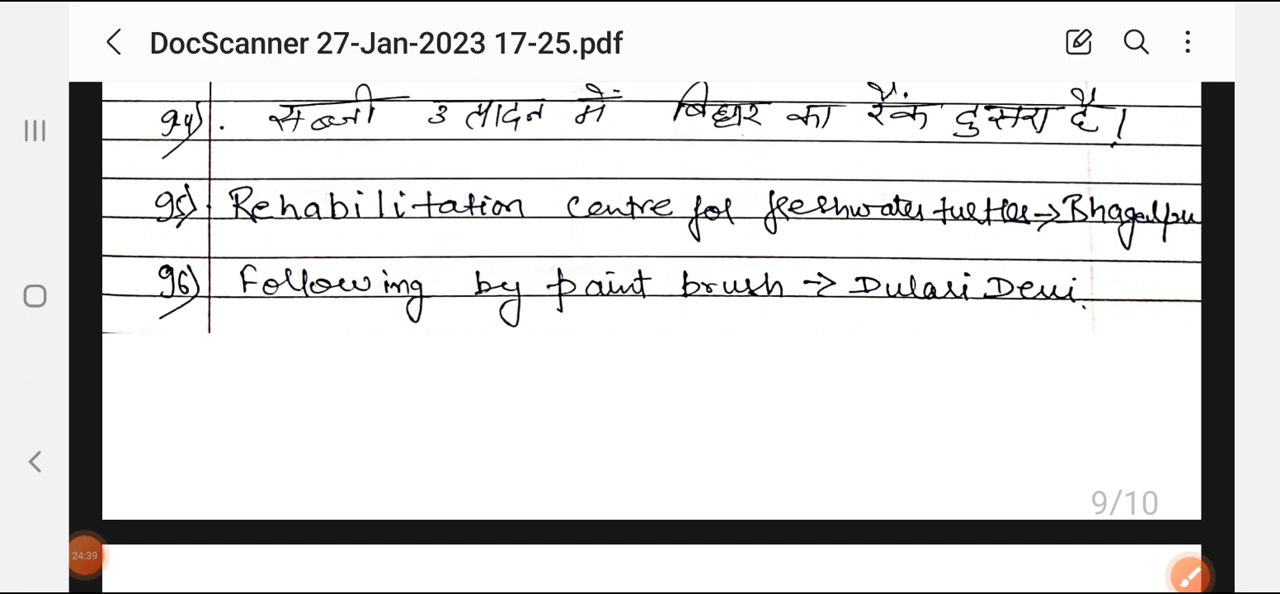 DocScanner 27-Jan-2023 17-25.pdf
94). सब्जी उत्पादन में बिहार का रैंक दुसरा है।
95). Rehabilitation centre for freshwater turtles → Bhagalpu
96) Following by paint brush → Dulari Devi.
9/10
24:39